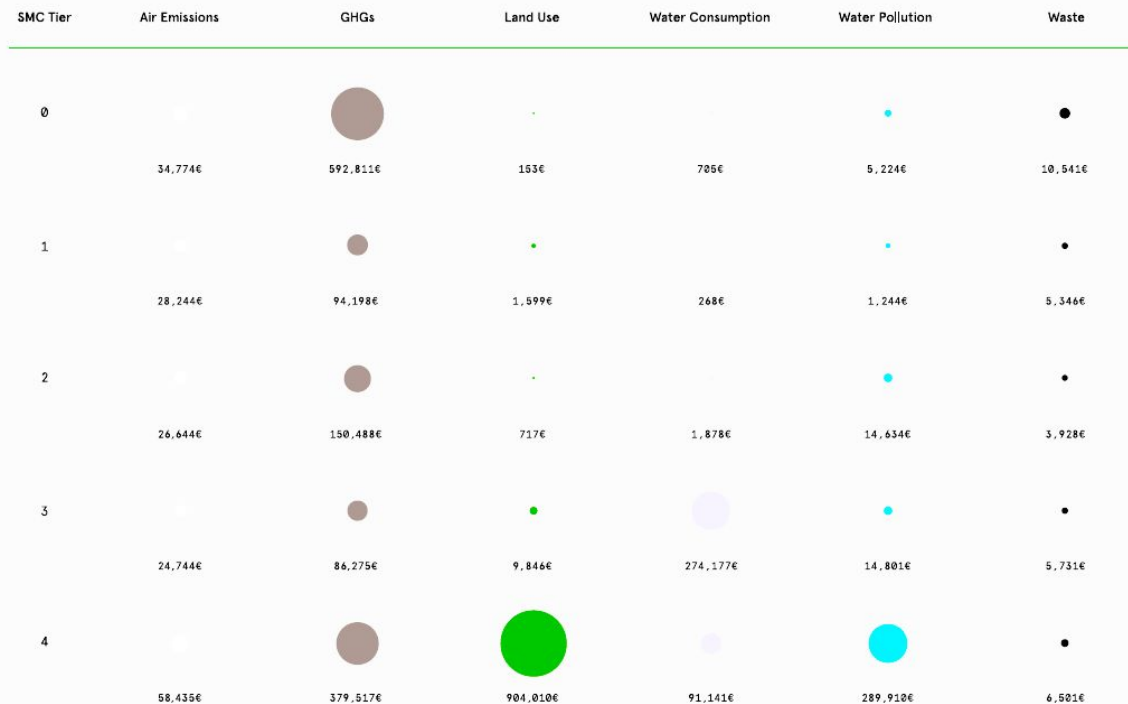 SMC Tier Air Emissions GHGs Land Use Water Consumption Water Pollution Waste
0
34,774€ 592,811€ 153€ 705€ 5,224€ 10,541€
1
28,244€ 94,198€ 1,599€ 268€ 1,244€ 5,346€
2
26,644€ 150,488€ 717€ 1,878€ 14,634€ 3,928€
3
24,744€ 86,275€ 9,846€ 274,177€ 14,801€ 5,731€
4
58,435€ 379,517€ 904,010€ 91,141€ 289,910€ 6,501€